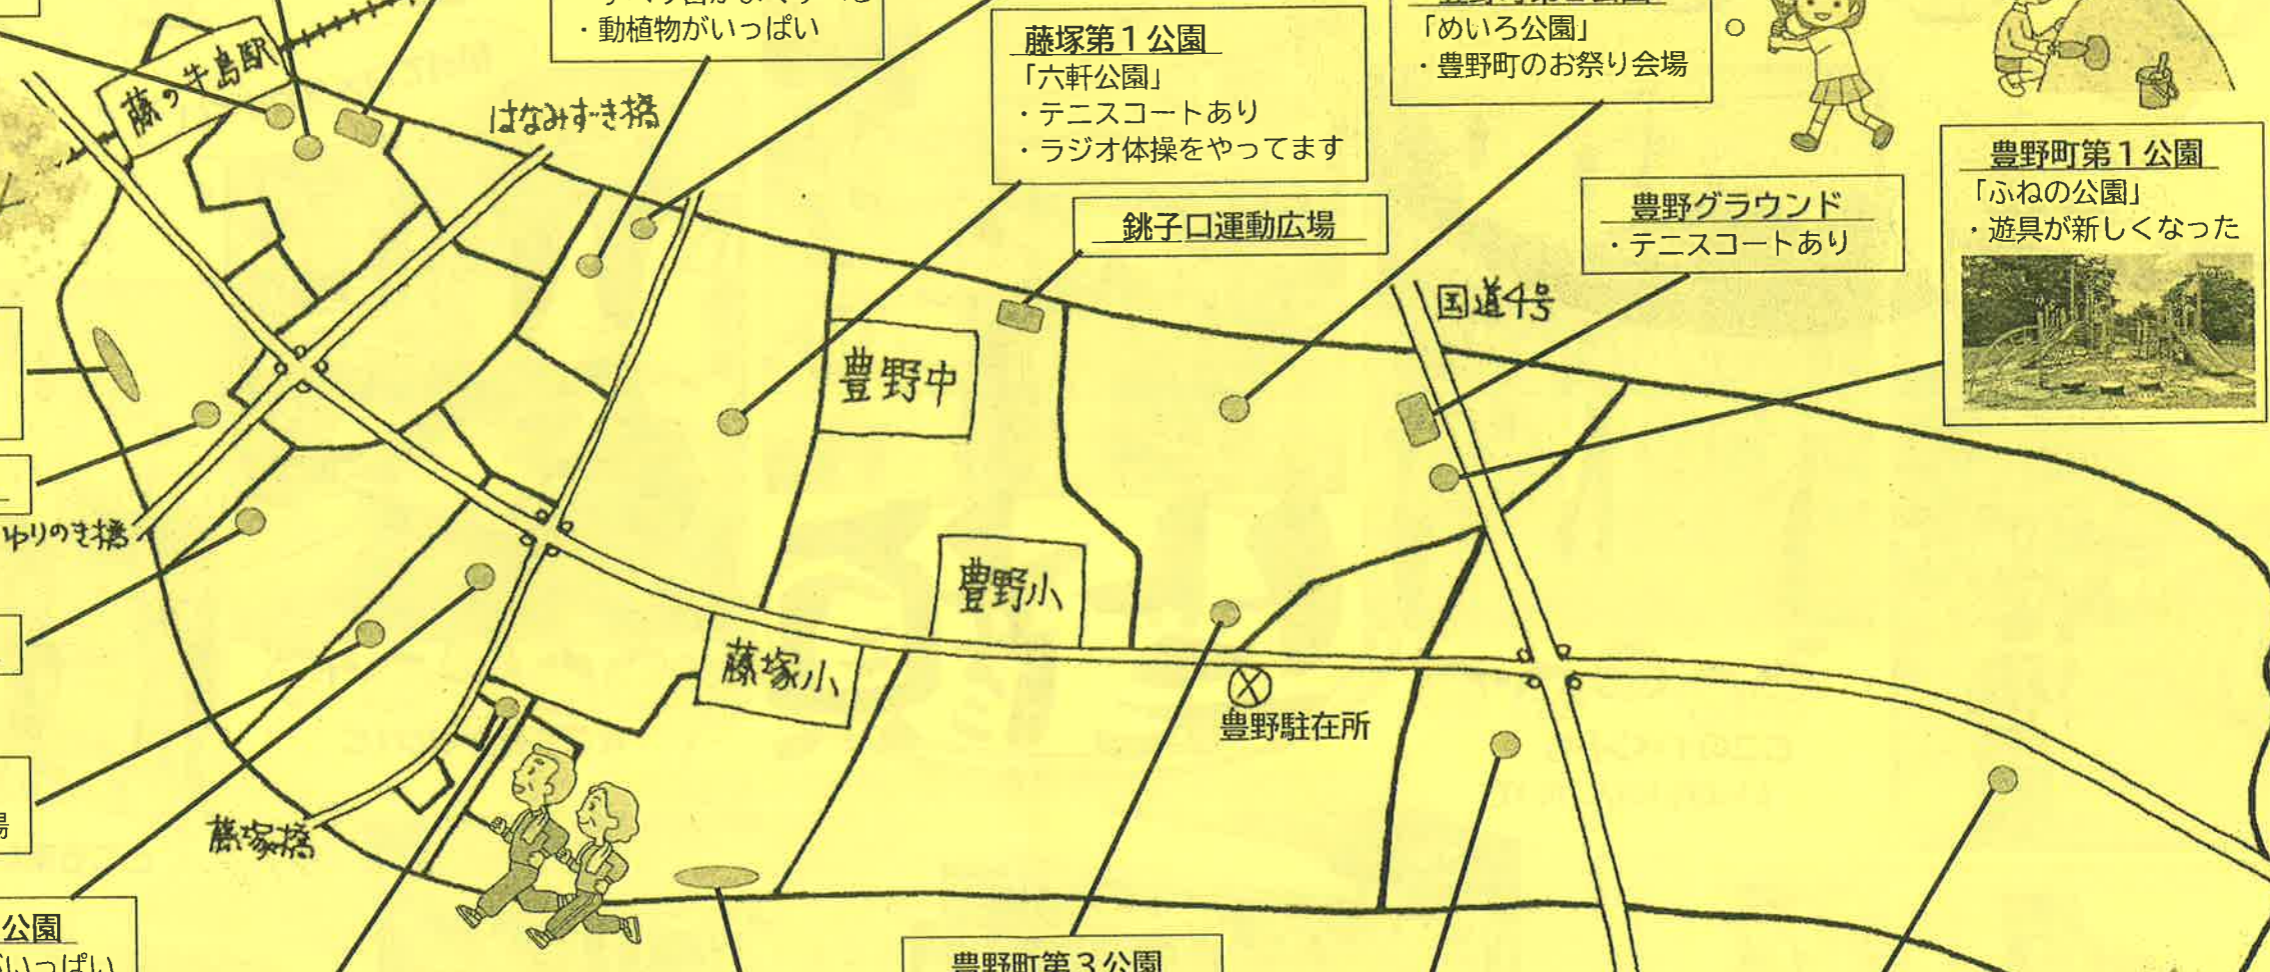 ・動植物がいっぱい
藤塚第1公園
「六軒公園」
・テニスコートあり
・ラジオ体操をやってます
「めいろ公園」
・豊野町のお祭り会場
藤の牛島駅
はなみずき橋
銚子口運動広場
豊野グラウンド
・テニスコートあり
豊野町第1公園
「ふねの公園」
・遊具が新しくなった
国道4号
豊野中
ゆりのき橋
豊野小
藤塚小
豊野駐在所
藤塚橋
場
公園
いっぱい
豊野町第3公園